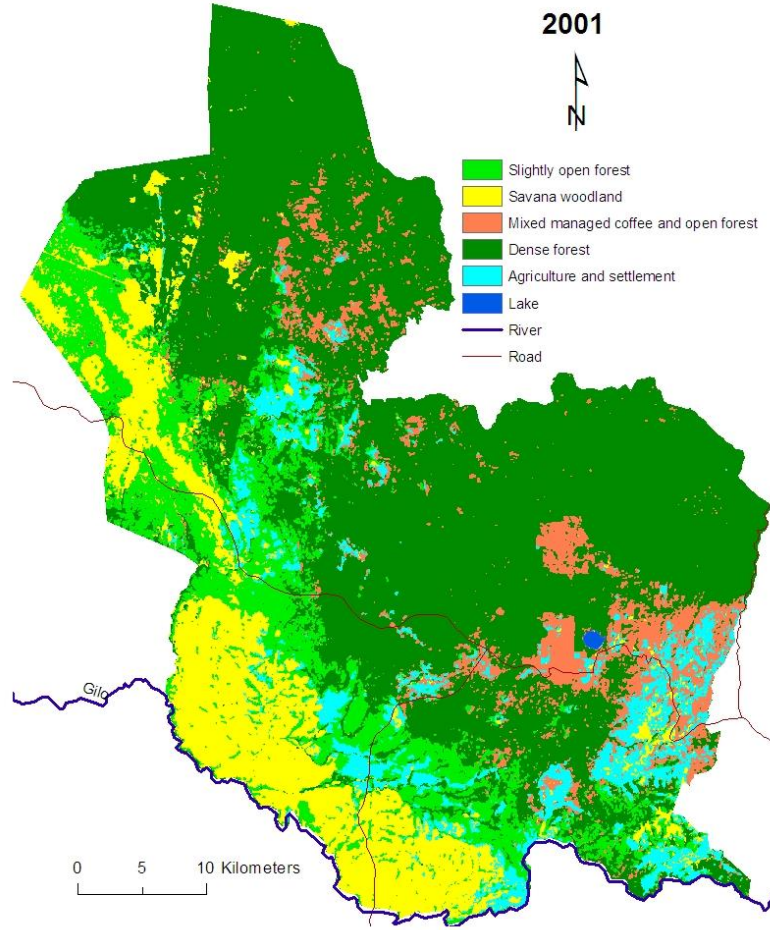 2001
N
Slightly open forest
Savana woodland
Mixed managed coffee and open forest
Dense forest
Agriculture and settlement
Lake
River
Road
Gilo
0 5 10 Kilometers